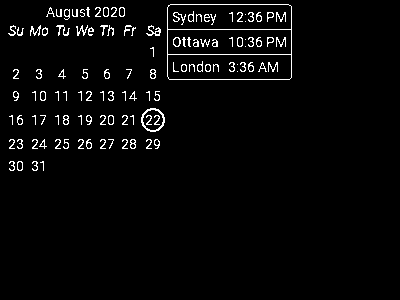 August 2020
Su Mo Tu We Th Fr Sa
1
2 3 4 5 6 7 8
9 10 11 12 13 14 15
16 17 18 19 20 21 22
23 24 25 26 27 28 29
30 31
Sydney 12:36 PM
Ottawa 10:36 PM
London 3:36 AM